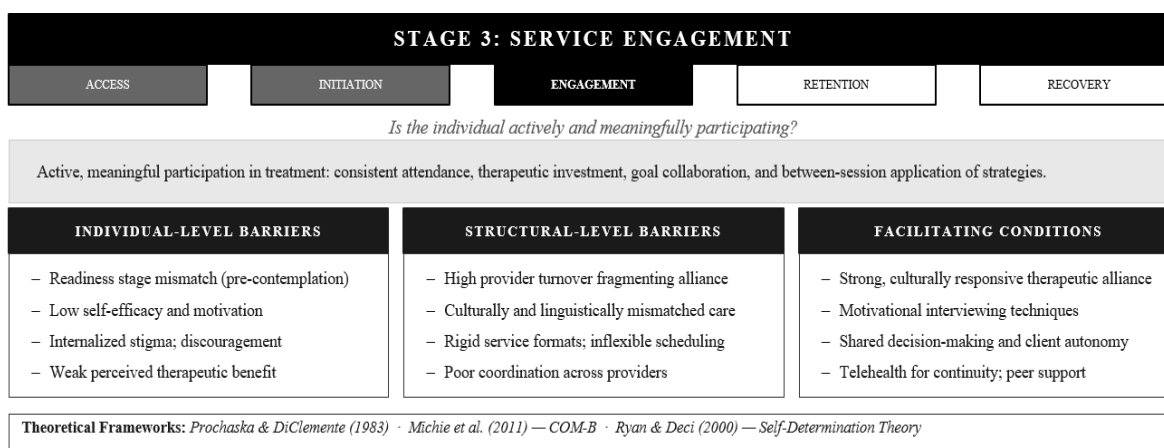 STAGE 3: SERVICE ENGAGEMENT
ACCESS
INITIATION
ENGAGEMENT
RETENTION
RECOVERY
Is the individual actively and meaningfully participating?
Active, meaningful participation in treatment: consistent attendance, therapeutic investment, goal collaboration, and between-session application of strategies.
INDIVIDUAL-LEVEL BARRIERS
– Readiness stage mismatch (pre-contemplation)
– Low self-efficacy and motivation
– Internalized stigma; discouragement
– Weak perceived therapeutic benefit
STRUCTURAL-LEVEL BARRIERS
– High provider turnover fragmenting alliance
– Culturally and linguistically mismatched care
– Rigid service formats; inflexible scheduling
– Poor coordination across providers
FACILITATING CONDITIONS
– Strong, culturally responsive therapeutic alliance
– Motivational interviewing techniques
– Shared decision-making and client autonomy
– Telehealth for continuity; peer support
Theoretical Frameworks: Prochaska & DiClemente (1983) · Michie et al. (2011) — COM-B · Ryan & Deci (2000) — Self-Determination Theory